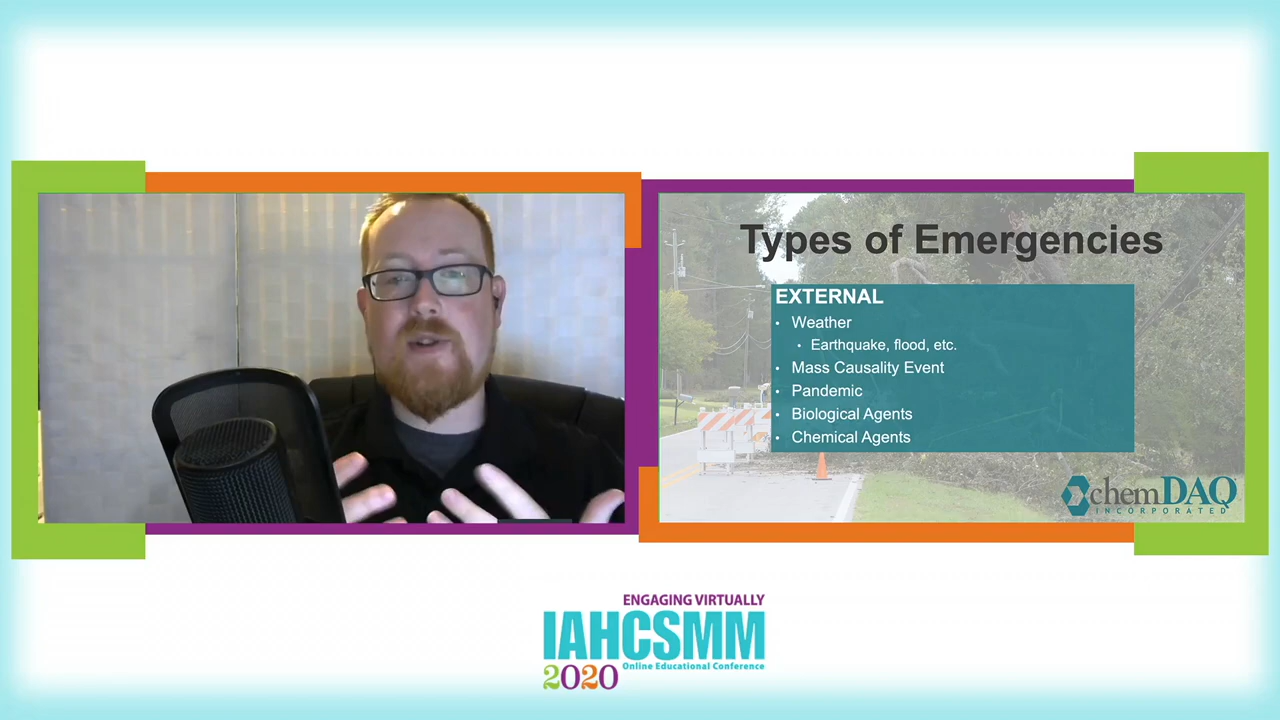 Types of Emergencies
EXTERNAL
• Weather
• Earthquake, flood, etc.
• Mass Causality Event
• Pandemic
• Biological Agents
• Chemical Agents
chemDAQ
INCORPORATED
ENGAGING VIRTUALLY
IAHCSMM
2020 Online Educational Conference